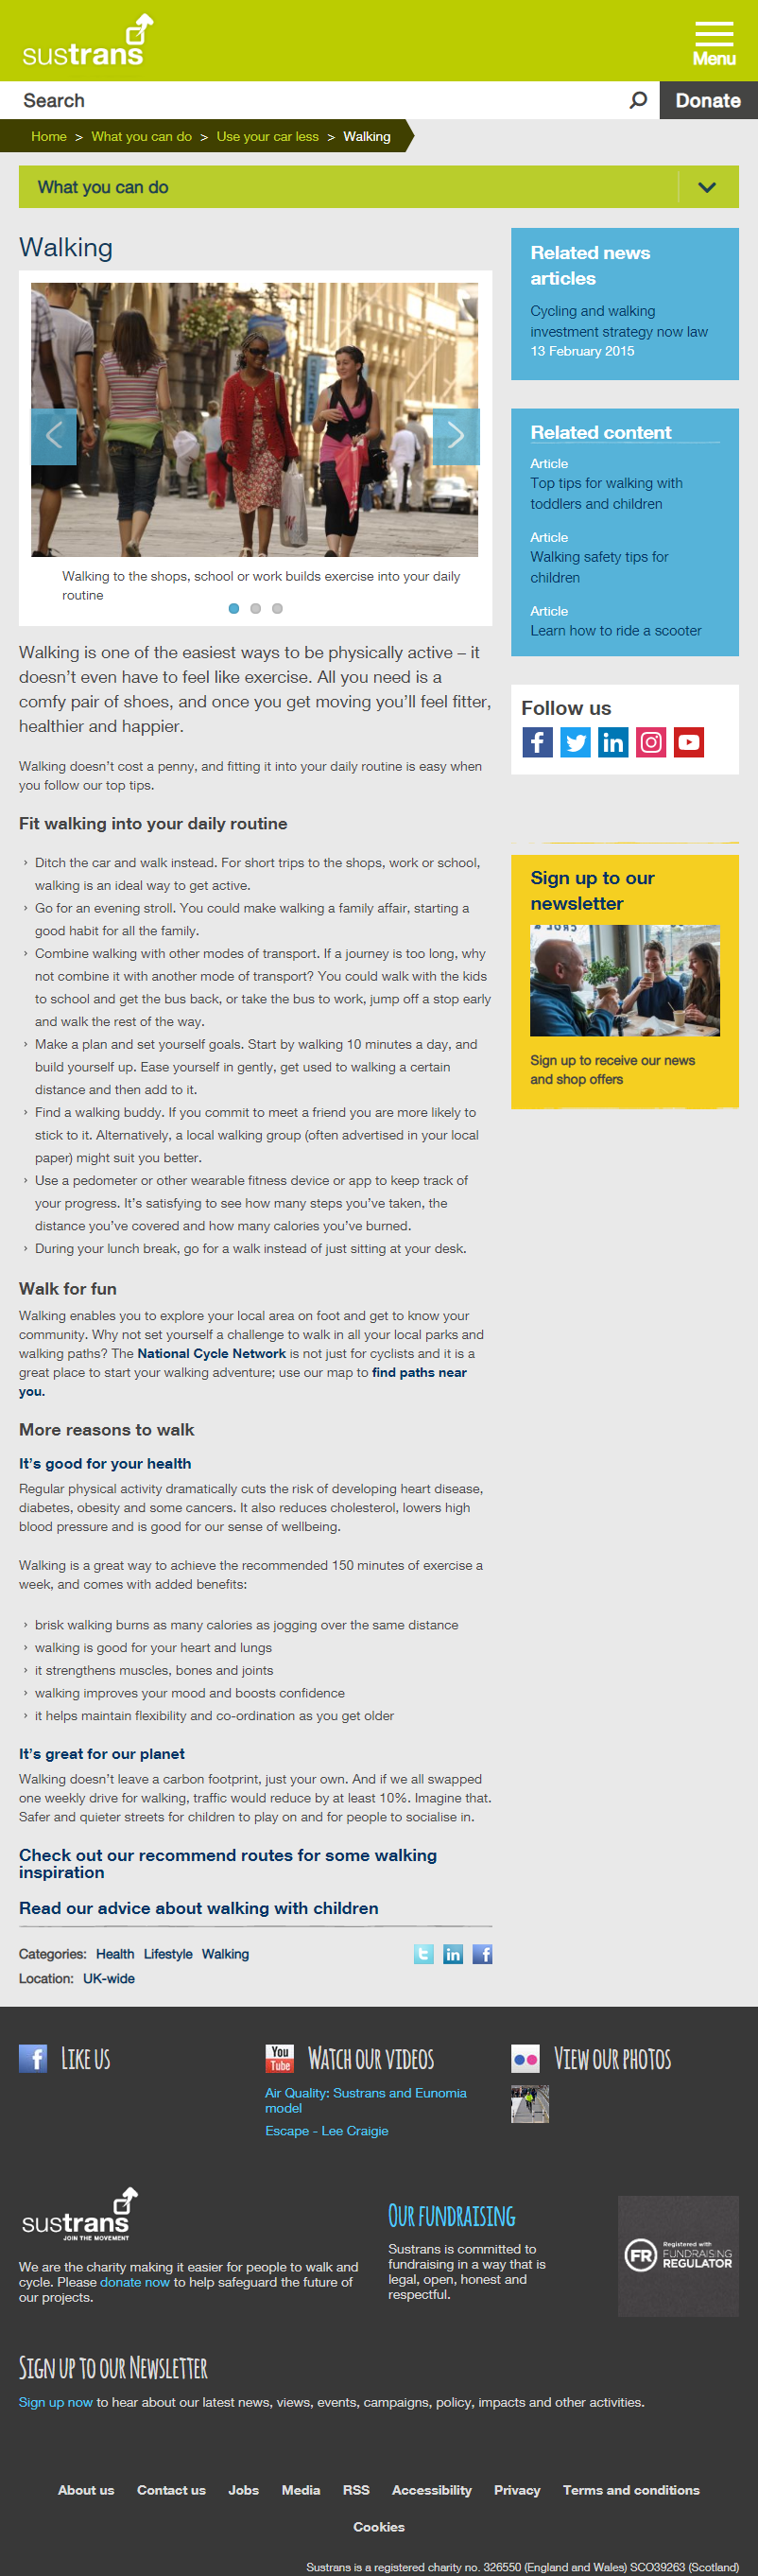 sustrans
Menu
Search
Donate
Home > What you can do > Use your car less > Walking
What you can do
Walking
Walking to the shops, school or work builds exercise into your daily
routine
Walking is one of the easiest ways to be physically active – it
doesn’t even have to feel like exercise. All you need is a
comfy pair of shoes, and once you get moving you’ll feel fitter,
healthier and happier.
Walking doesn’t cost a penny, and fitting it into your daily routine is easy when
you follow our top tips.
Fit walking into your daily routine
› Ditch the car and walk instead. For short trips to the shops, work or school,
walking is an ideal way to get active.
› Go for an evening stroll. You could make walking a family affair, starting a
good habit for all the family.
› Combine walking with other modes of transport. If a journey is too long, why
not combine it with another mode of transport? You could walk with the kids
to school and get the bus back, or take the bus to work, jump off a stop early
and walk the rest of the way.
› Make a plan and set yourself goals. Start by walking 10 minutes a day, and
build yourself up. Ease yourself in gently, get used to walking a certain
distance and then add to it.
› Find a walking buddy. If you commit to meet a friend you are more likely to
stick to it. Alternatively, a local walking group (often advertised in your local
paper) might suit you better.
› Use a pedometer or other wearable fitness device or app to keep track of
your progress. It’s satisfying to see how many steps you’ve taken, the
distance you’ve covered and how many calories you’ve burned.
› During your lunch break, go for a walk instead of just sitting at your desk.
Walk for fun
Walking enables you to explore your local area on foot and get to know your
community. Why not set yourself a challenge to walk in all your local parks and
walking paths? The National Cycle Network is not just for cyclists and it is a
great place to start your walking adventure; use our map to find paths near
you.
More reasons to walk
It’s good for your health
Regular physical activity dramatically cuts the risk of developing heart disease,
diabetes, obesity and some cancers. It also reduces cholesterol, lowers high
blood pressure and is good for our sense of wellbeing.
Walking is a great way to achieve the recommended 150 minutes of exercise a
week, and comes with added benefits:
› brisk walking burns as many calories as jogging over the same distance
› walking is good for your heart and lungs
› it strengthens muscles, bones and joints
› walking improves your mood and boosts confidence
› it helps maintain flexibility and co-ordination as you get older
It’s great for our planet
Walking doesn’t leave a carbon footprint, just your own. And if we all swapped
one weekly drive for walking, traffic would reduce by at least 10%. Imagine that.
Safer and quieter streets for children to play on and for people to socialise in.
Check out our recommend routes for some walking
inspiration
Read our advice about walking with children
Categories: Health Lifestyle Walking
Location: UK-wide
Related news
articles
Cycling and walking
investment strategy now law
13 February 2015
Related content
Article
Top tips for walking with
toddlers and children
Article
Walking safety tips for
children
Article
Learn how to ride a scooter
Follow us
Sign up to our
newsletter
Sign up to receive our news
and shop offers
Like us
You
Tube
Watch our videos
Air Quality: Sustrans and Eunomia
model
Escape - Lee Craigie
View our photos
sustrans
JOIN THE MOVEMENT
We are the charity making it easier for people to walk and
cycle. Please donate now to help safeguard the future of
our projects.
Our fundraising
Sustrans is committed to
fundraising in a way that is
legal, open, honest and
respectful.
FR
Registered with
FUNDRAISING
REGULATOR
Sign up to our Newsletter
Sign up now to hear about our latest news, views, events, campaigns, policy, impacts and other activities.
About us Contact us Jobs Media RSS Accessibility Privacy Terms and conditions
Cookies
Sustrans is a registered charity no. 326550 (England and Wales) SCO39263 (Scotland)